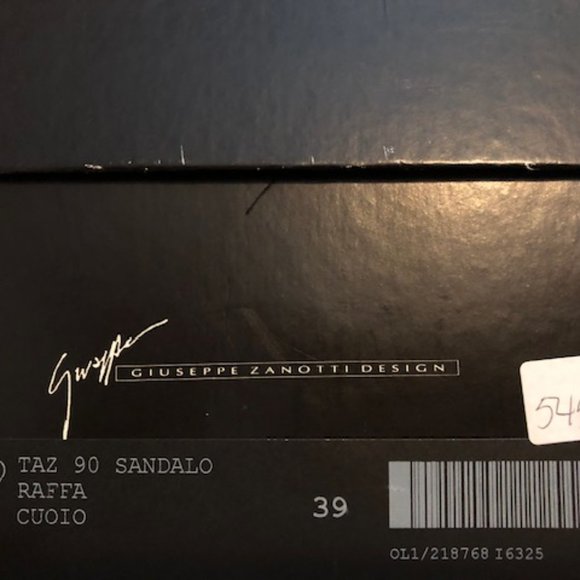 Giuseppe
GIUSEPPE ZANOTTI DESIGN
TAZ 90 SANDALO
RAFFA
CUOIO
39
OL1/218768 I6325